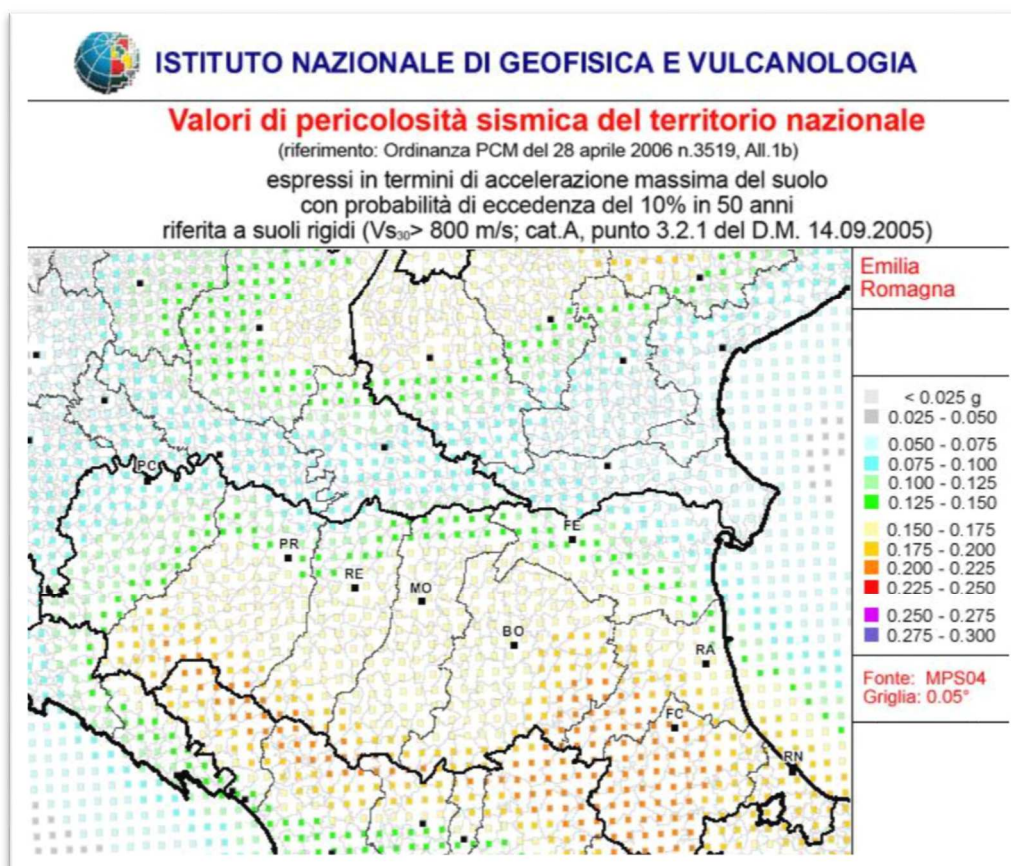 ISTITUTO NAZIONALE DI GEOFISICA E VULCANOLOGIA
Valori di pericolosità sismica del territorio nazionale
(riferimento: Ordinanza PCM del 28 aprile 2006 n.3519, All.1b)
espressi in termini di accelerazione massima del suolo
con probabilità di eccedenza del 10% in 50 anni
riferita a suoli rigidi (Vs₃₀> 800 m/s; cat.A, punto 3.2.1 del D.M. 14.09.2005)
Emilia
Romagna
< 0.025 g
0.025 - 0.050
0.050 - 0.075
0.075 - 0.100
0.100 - 0.125
0.125 - 0.150
0.150 - 0.175
0.175 - 0.200
0.200 - 0.225
0.225 - 0.250
0.250 - 0.275
0.275 - 0.300
Fonte: MPS04
Griglia: 0.05°
PC
PR
RE
MO
FE
BO
RA
FC
RN